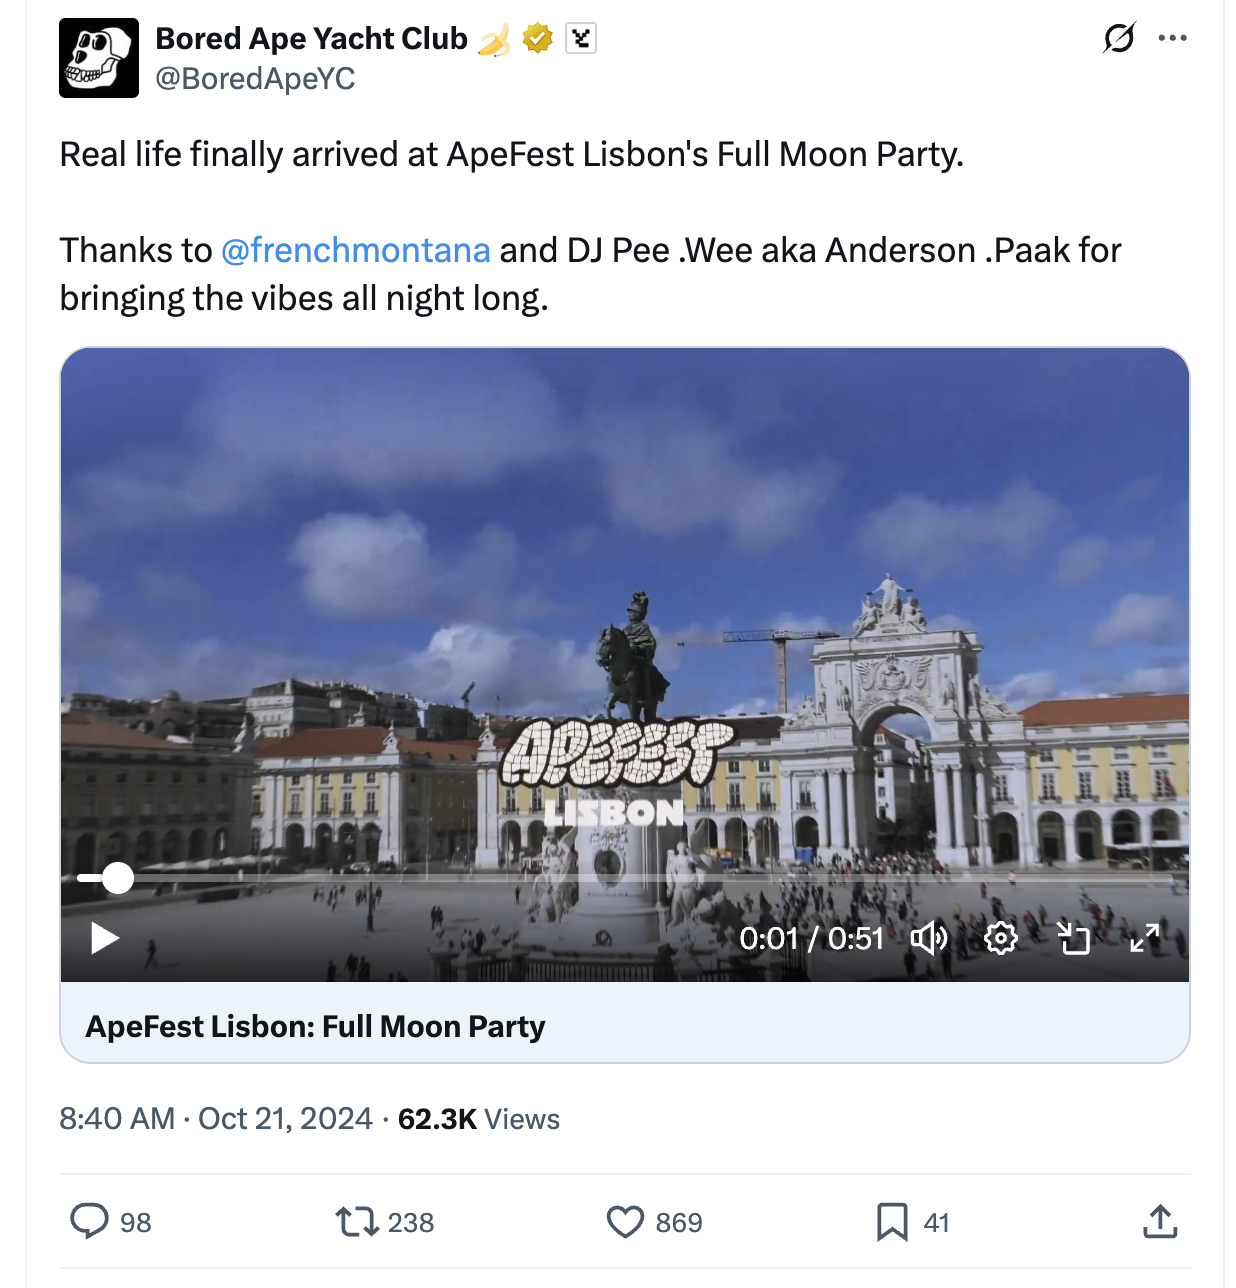 Bored Ape Yacht Club 🍌
@BoredApeYC
Real life finally arrived at ApeFest Lisbon's Full Moon Party.
Thanks to @frenchmontana and DJ Pee .Wee aka Anderson .Paak for
bringing the vibes all night long.
APEFEST
LISBON
0:01 / 0:51
ApeFest Lisbon: Full Moon Party
8:40 AM · Oct 21, 2024 · 62.3K Views
98 238 869 41